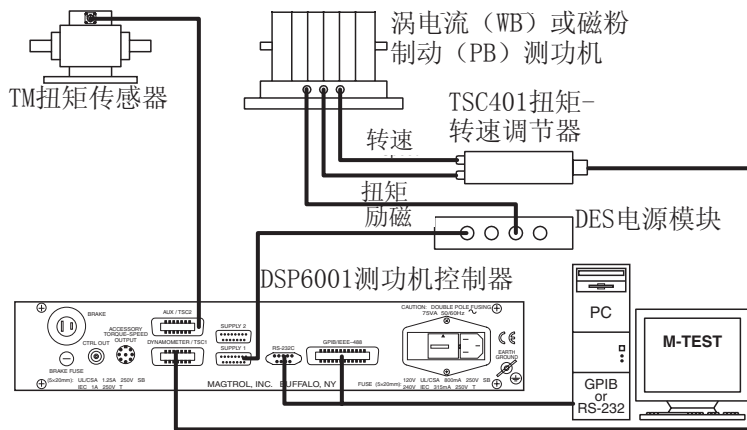 涡电流（WB）或磁粉
制动（PB）测功机
TM扭矩传感器
TSC401扭矩-
转速调节器
转速
扭矩
励磁
DES电源模块
DSP6001测功机控制器
BRAKE
AUX / TSC2
ACCESSORY
TORQUE-SPEED
OUTPUT
CTRL OUT
DYNAMOMETER / TSC1
SUPPLY 2
SUPPLY 1
RS-232C
GPIB/IEEE-488
CAUTION: DOUBLE POLE FUSING
75VA 50/60Hz
CE
EARTH
GROUND
BRAKE FUSE
(5x20mm): UL/CSA 1.25A 250V SB
IEC 1A 250V T
MAGTROL, INC. BUFFALO, NY
FUSE (5x20mm):
120V UL/CSA 800mA 250V SB
240V IEC 315mA 250V T
PC
GPIB
or
RS-232
M-TEST